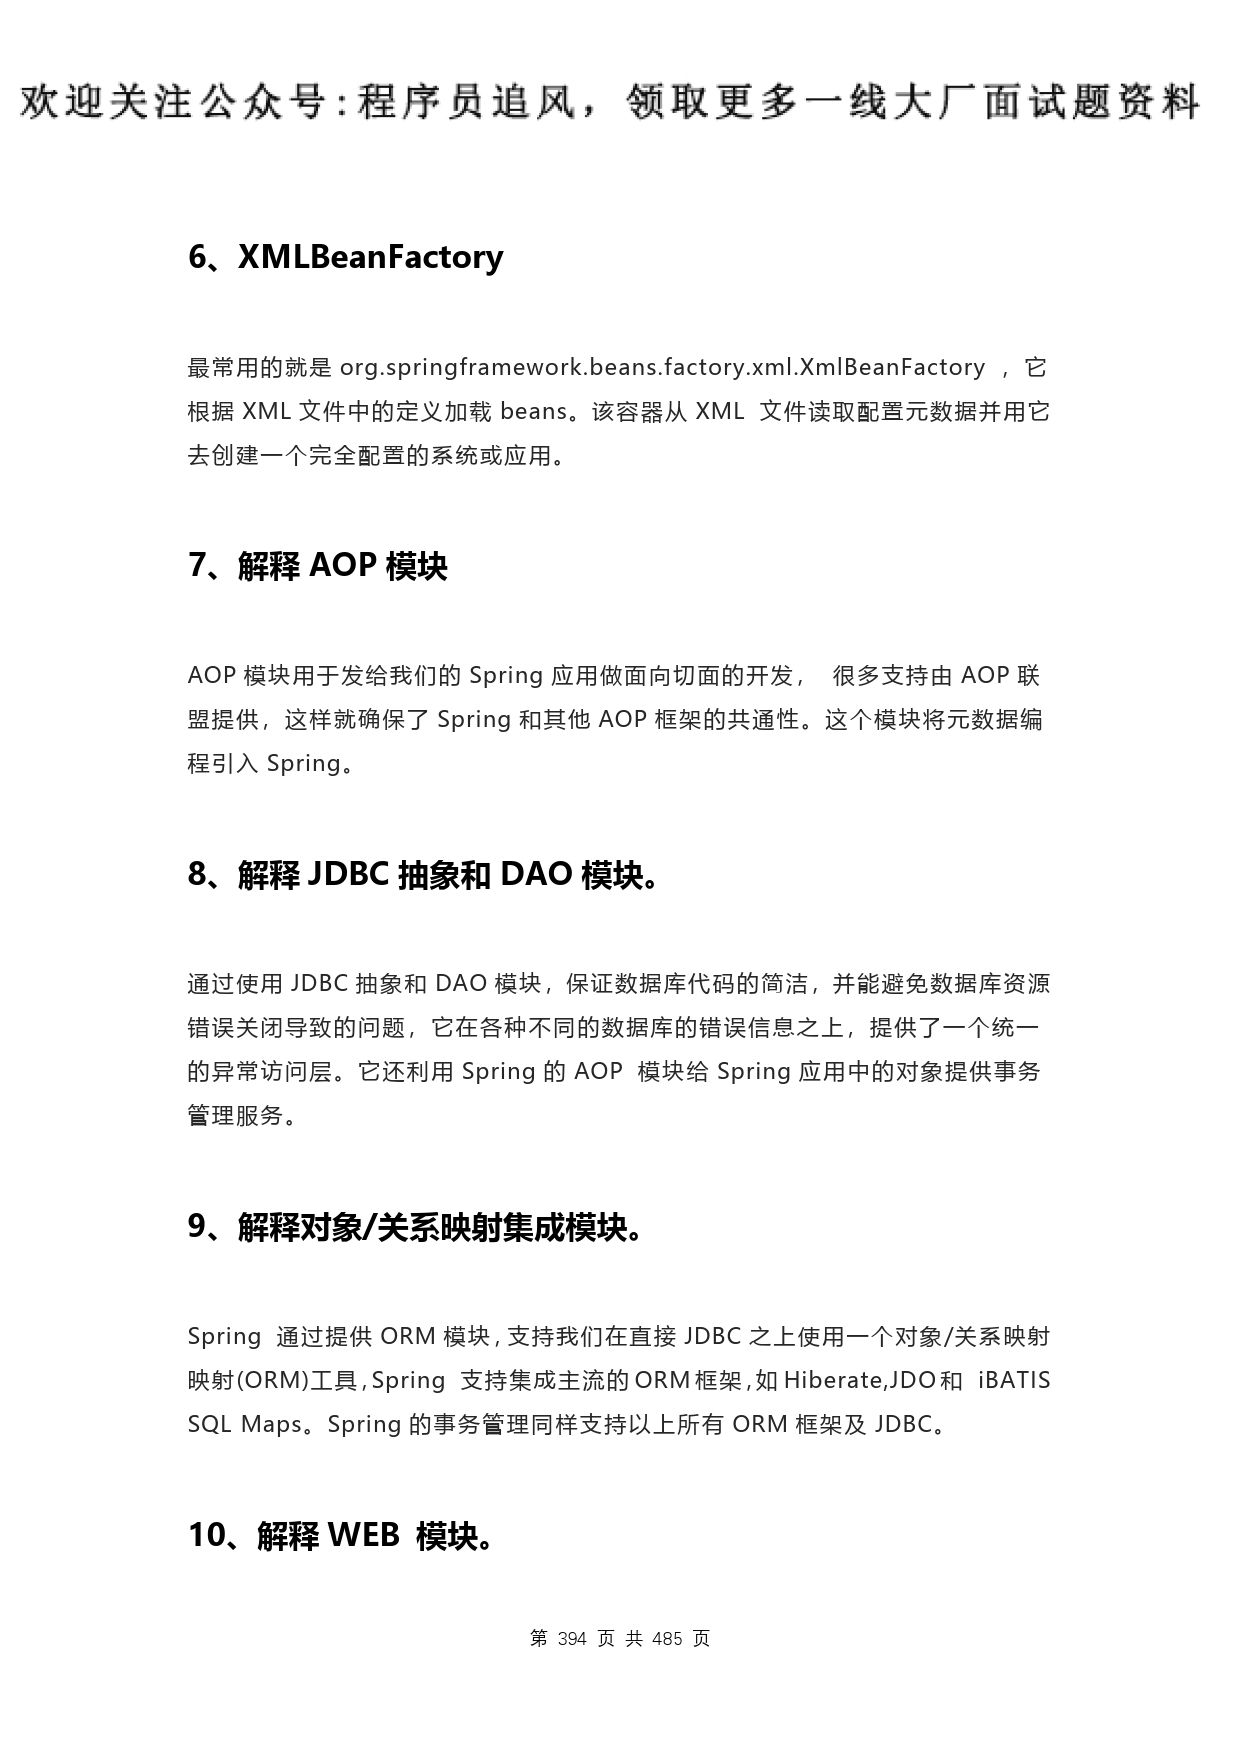 欢迎关注公众号:程序员追风，领取更多一线大厂面试题资料
6、XMLBeanFactory
最常用的就是 org.springframework.beans.factory.xml.XmlBeanFactory ，它
根据 XML 文件中的定义加载 beans。该容器从 XML 文件读取配置元数据并用它
去创建一个完全配置的系统或应用。
7、解释 AOP 模块
AOP 模块用于发给我们的 Spring 应用做面向切面的开发， 很多支持由 AOP 联
盟提供，这样就确保了 Spring 和其他 AOP 框架的共通性。这个模块将元数据编
程引入 Spring。
8、解释 JDBC 抽象和 DAO 模块。
通过使用 JDBC 抽象和 DAO 模块，保证数据库代码的简洁，并能避免数据库资源
错误关闭导致的问题，它在各种不同的数据库的错误信息之上，提供了一个统一
的异常访问层。它还利用 Spring 的 AOP 模块给 Spring 应用中的对象提供事务
管理服务。
9、解释对象/关系映射集成模块。
Spring 通过提供 ORM 模块，支持我们在直接 JDBC 之上使用一个对象/关系映射
映射(ORM)工具，Spring 支持集成主流的 ORM 框架，如 Hiberate,JDO 和 iBATIS
SQL Maps。Spring 的事务管理同样支持以上所有 ORM 框架及 JDBC。
10、解释 WEB 模块。
第 394 页 共 485 页